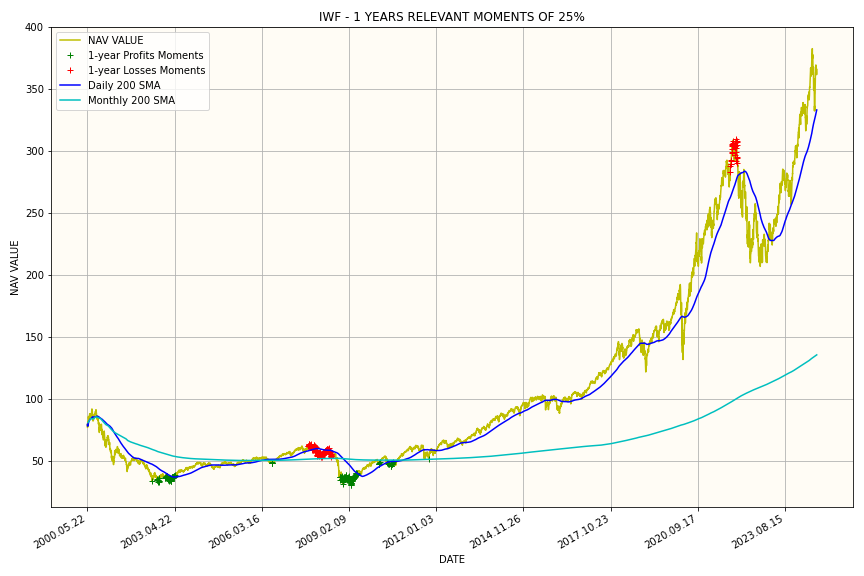 IWF - 1 YEARS RELEVANT MOMENTS OF 25%
NAV VALUE
1-year Profits Moments
1-year Losses Moments
Daily 200 SMA
Monthly 200 SMA
NAV VALUE
400
350
300
250
200
150
100
50
2000.05.22
2003.04.22
2006.03.16
2009.02.09
2012.01.03
2014.11.26
2017.10.23
2020.09.17
2023.08.15
DATE